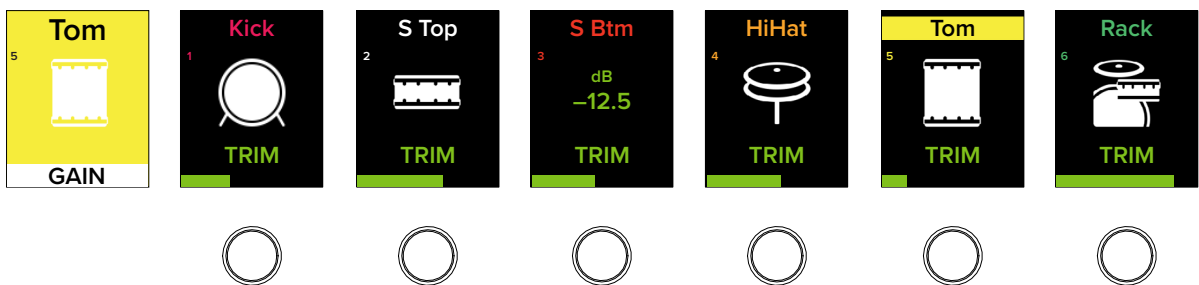 Tom
5
GAIN
Kick
1
TRIM
S Top
2
TRIM
S Btm
3
dB
–12.5
TRIM
HiHat
4
TRIM
Tom
5
TRIM
Rack
6
TRIM